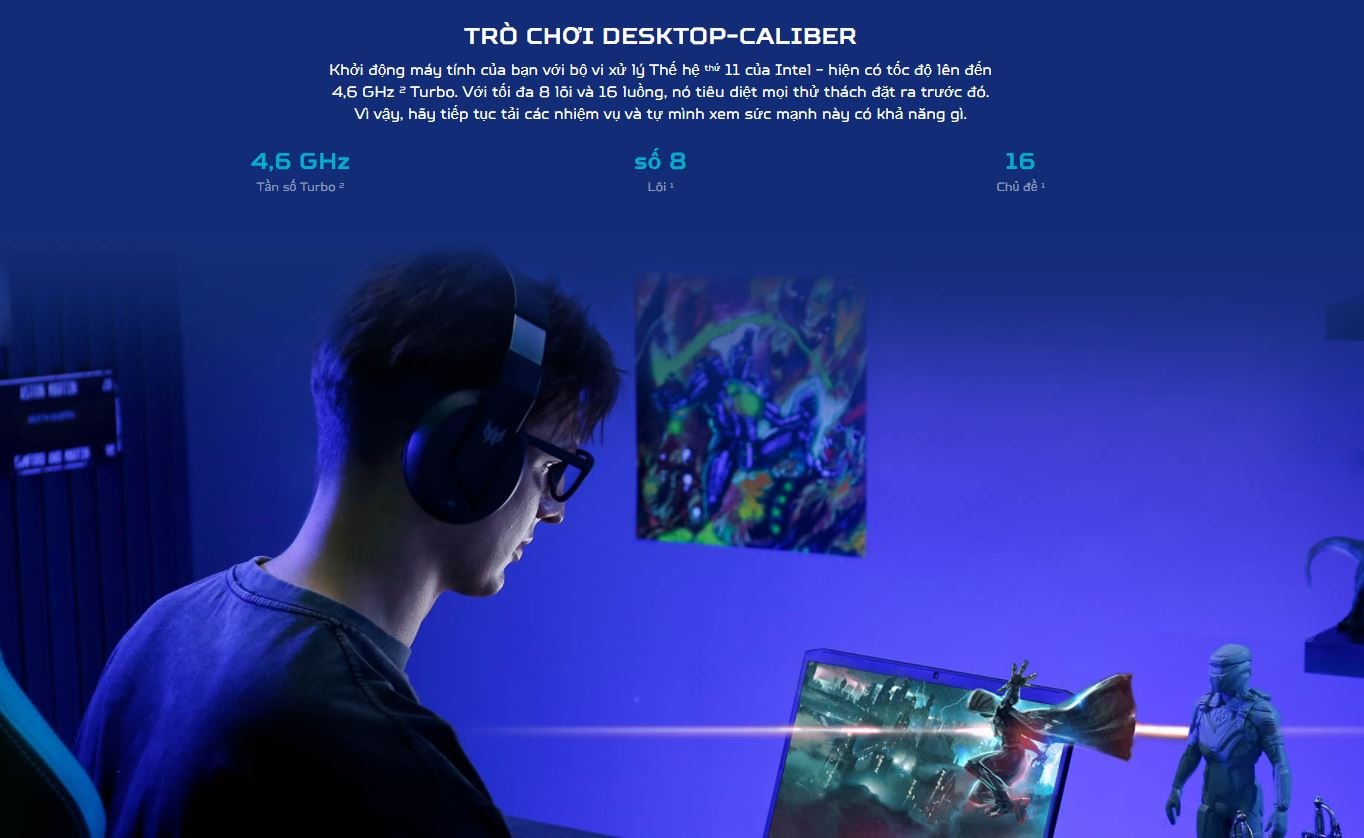 TRÒ CHƠI DESKTOP-CALIBER
Khởi động máy tính của bạn với bộ vi xử lý Thế hệ thứ 11 của Intel - hiện có tốc độ lên đến
4,6 GHz ² Turbo. Với tối đa 8 lõi và 16 luồng, nó tiêu diệt mọi thử thách đặt ra trước đó.
Vì vậy, hãy tiếp tục tải các nhiệm vụ và tự mình xem sức mạnh này có khả năng gì.
4,6 GHz
số 8
16
Tần số Turbo ²
Lõi ¹
Chủ đề ¹
ASTON MARTIN
AND MARTIN